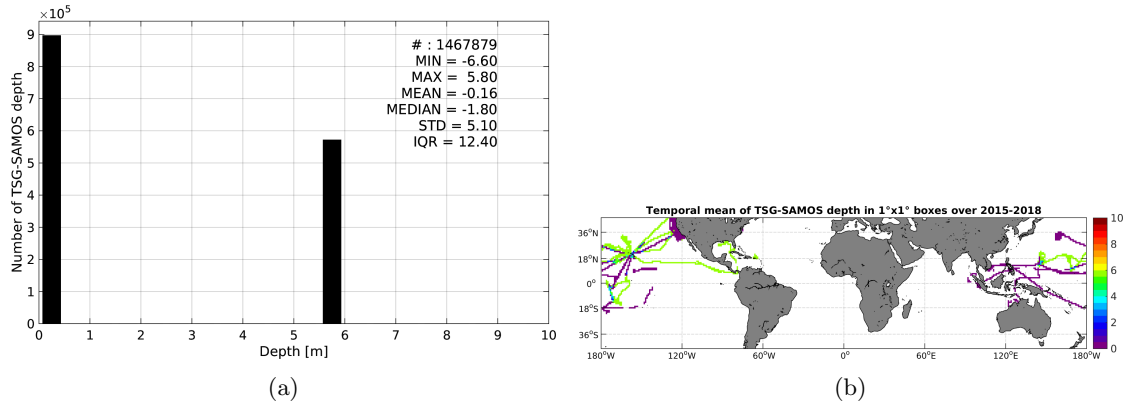 ×10⁵
9
8
7
6
5
4
3
2
1
0
Number of TSG-SAMOS depth
# : 1467879
MIN = -6.60
MAX = 5.80
MEAN = -0.16
MEDIAN = -1.80
STD = 5.10
IQR = 12.40
0 1 2 3 4 5 6 7 8 9 10
Depth [m]
(a)
Temporal mean of TSG-SAMOS depth in 1°x1° boxes over 2015-2018
36°N
18°N
0°
18°S
36°S
180°W 120°W 60°W 0° 60°E 120°E 180°W
10
8
6
4
2
0
(b)